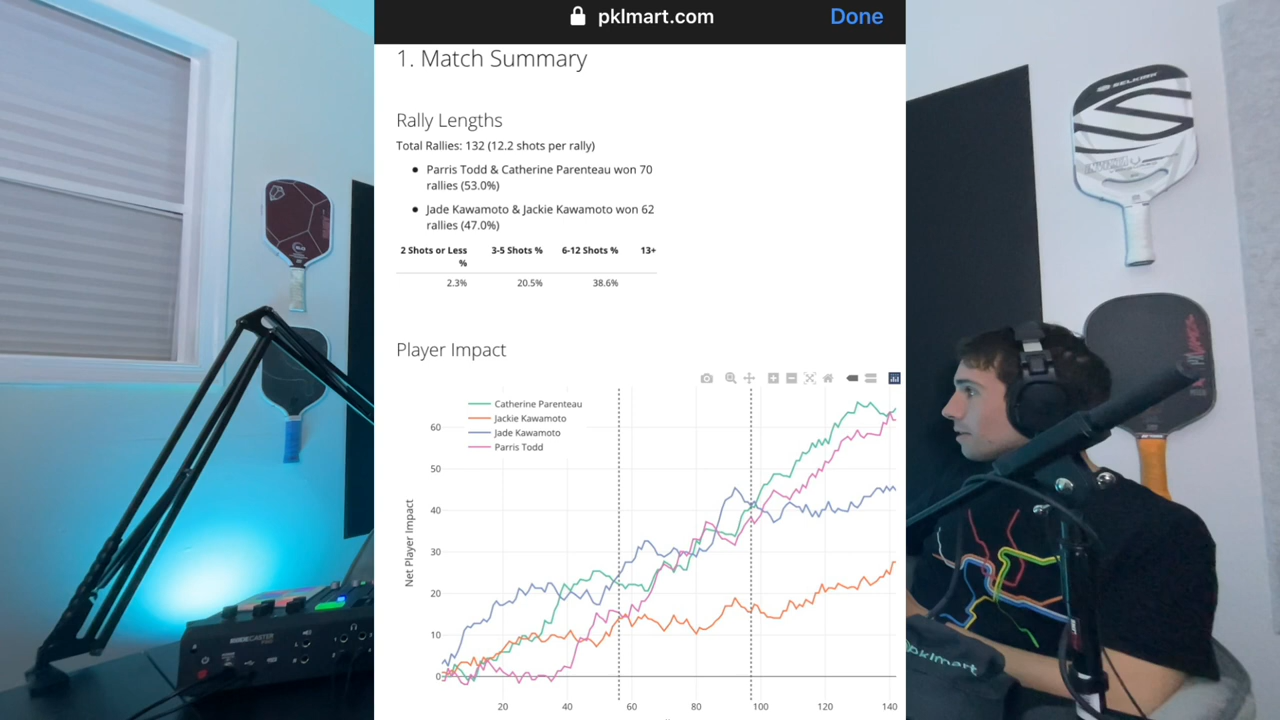 pklmart.com
Done
1. Match Summary
Rally Lengths
Total Rallies: 132 (12.2 shots per rally)
Parris Todd & Catherine Parenteau won 70
rallies (53.0%)
Jade Kawamoto & Jackie Kawamoto won 62
rallies (47.0%)
2 Shots or Less % 3-5 Shots % 6-12 Shots % 13+
2.3% 20.5% 38.6%
Player Impact
Catherine Parenteau
Jackie Kawamoto
Jade Kawamoto
Parris Todd
Net Player Impact
60
50
40
30
20
10
0
20 40 60 80 100 120 140
SELKIRK
pklmart